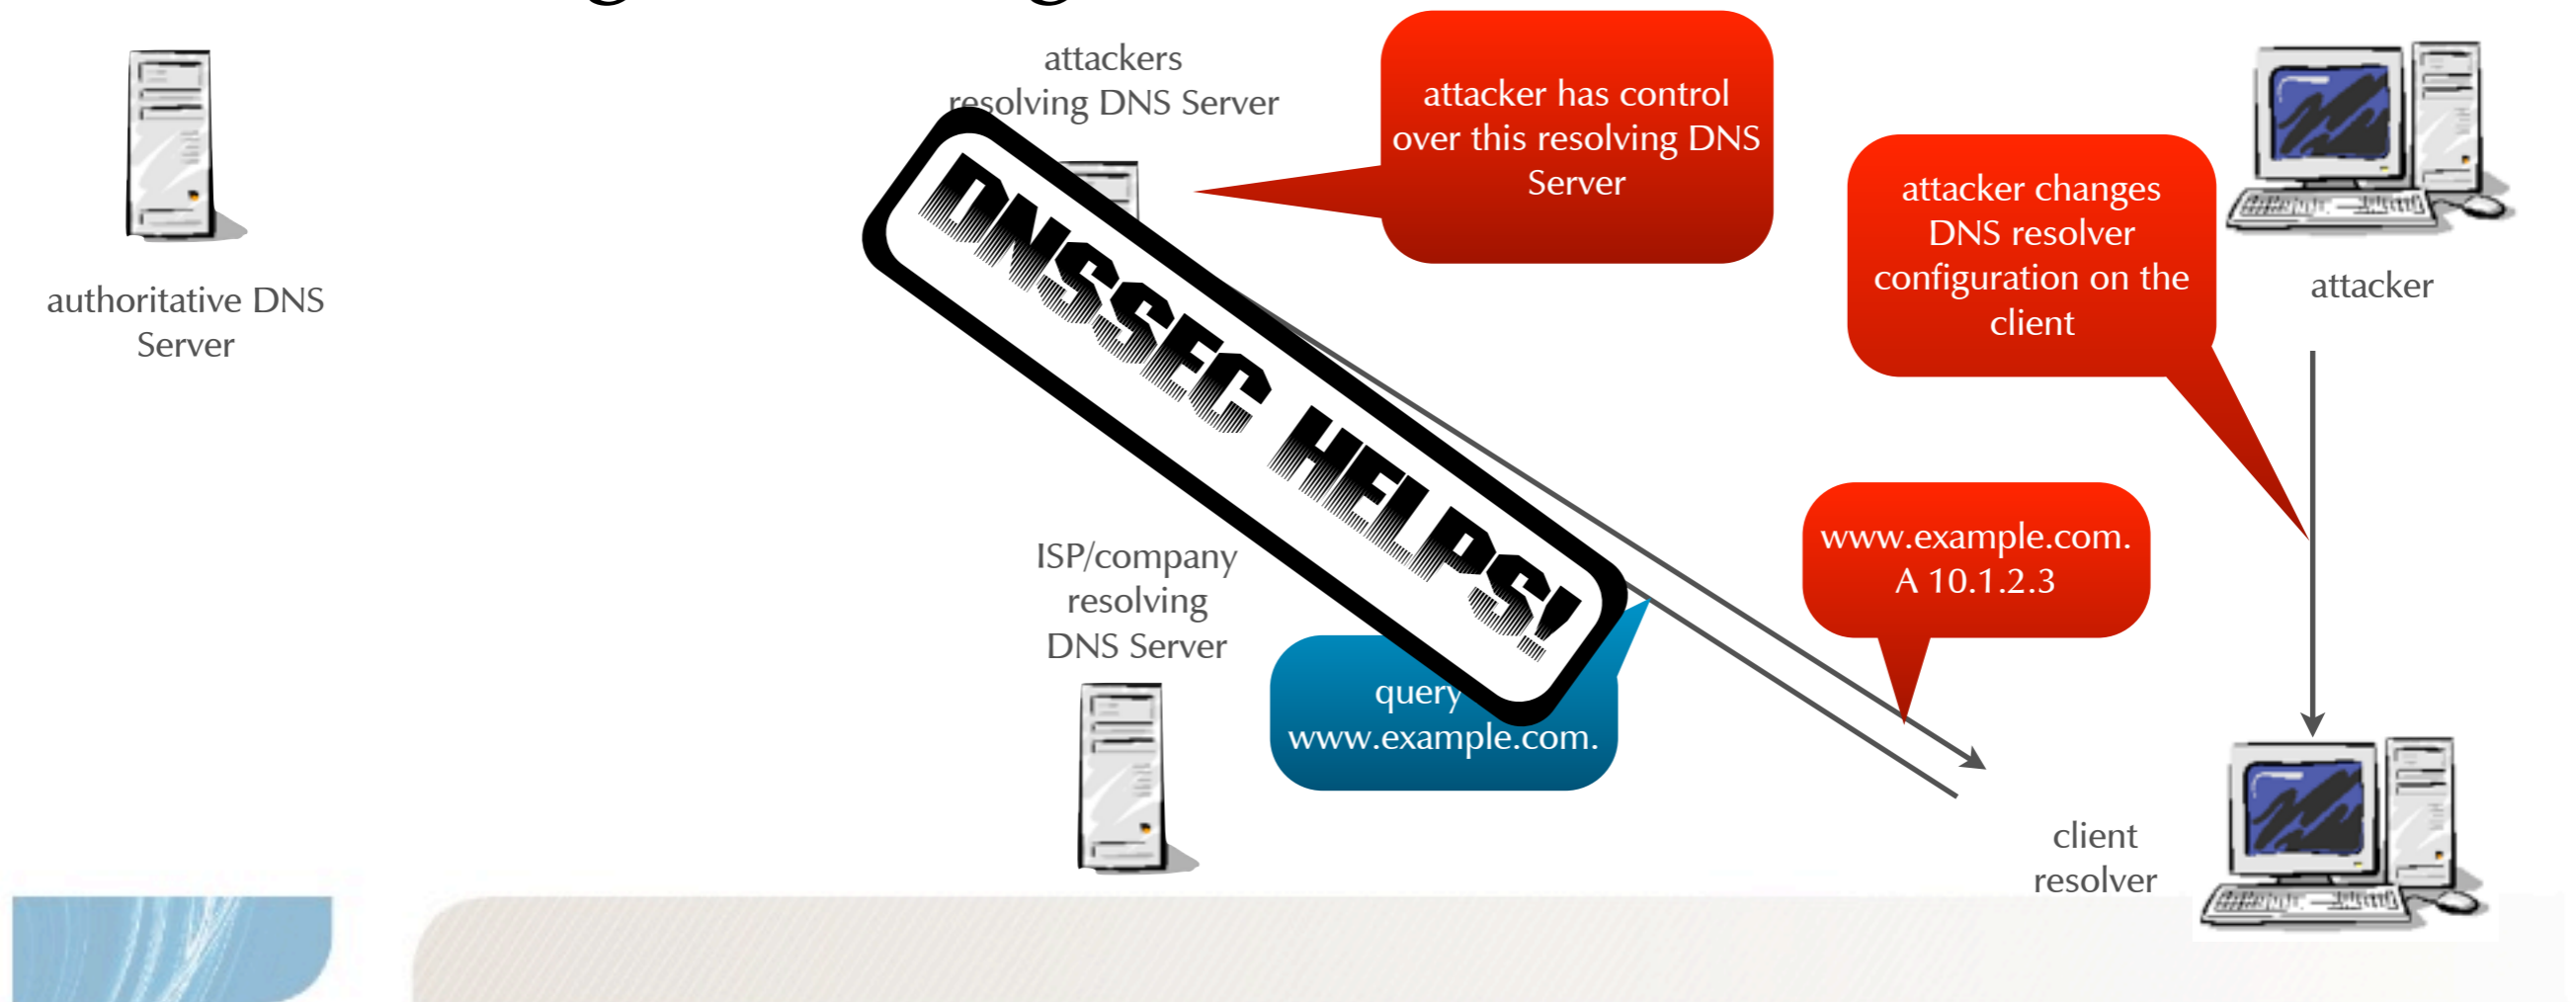 attackers
resolving DNS Server
attacker has control
over this resolving DNS
Server
attacker changes
DNS resolver
configuration on the
client
attacker
authoritative DNS
Server
DNSSEC HELPS!
ISP/company
resolving
DNS Server
www.example.com.
A 10.1.2.3
query
www.example.com.
client
resolver